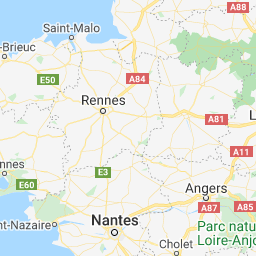 A88
Saint-Malo
-Brieuc
E50
A84
Rennes
A81
L
A11
E3
nnes
E60
Angers
A87
A85
nt-Nazaire
Nantes
Parc natu
Loire-Anjo
Cholet